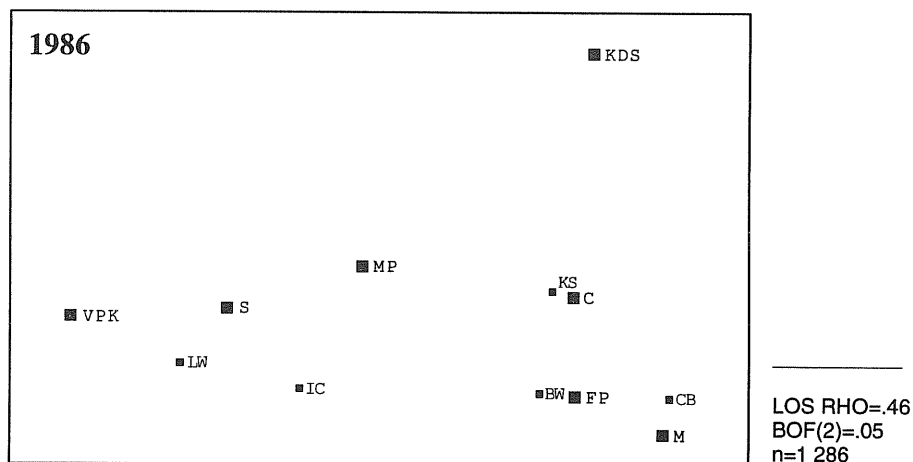 1986
KDS
MP
KS
C
S
VPK
LW
IC
BW
FP
CB
M
LOS RHO=.46
BOF(2)=.05
n=1 286